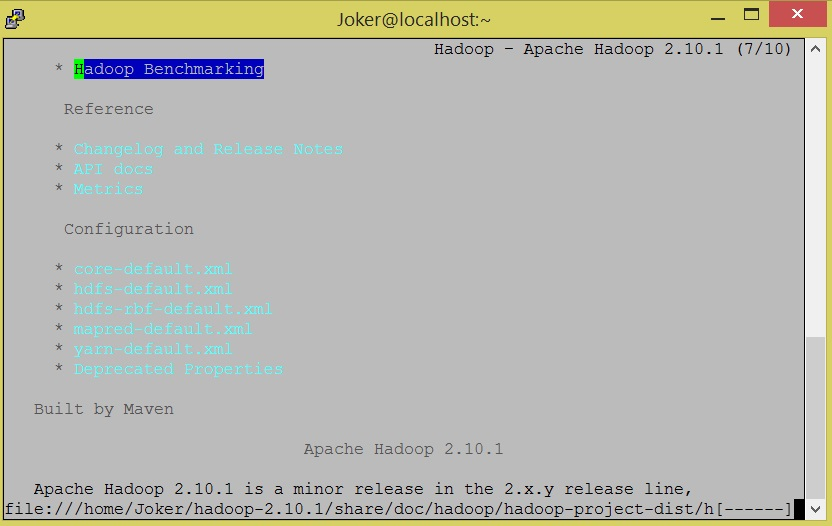 Joker@localhost:~
Hadoop – Apache Hadoop 2.10.1 (7/10)
* Hadoop Benchmarking
Reference
* Changelog and Release Notes
* API docs
* Metrics
Configuration
* core-default.xml
* hdfs-default.xml
* hdfs-rbf-default.xml
* mapred-default.xml
* yarn-default.xml
* Deprecated Properties
Built by Maven
Apache Hadoop 2.10.1
Apache Hadoop 2.10.1 is a minor release in the 2.x.y release line,
file:///home/Joker/hadoop-2.10.1/share/doc/hadoop/hadoop-project-dist/h[------]